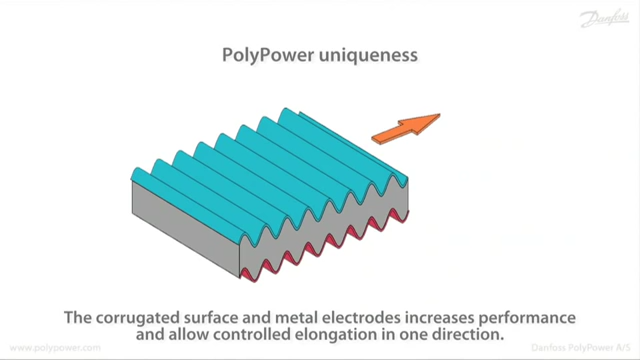 Danfoss
PolyPower uniqueness
The corrugated surface and metal electrodes increases performance
and allow controlled elongation in one direction.
www.polypower.com
Danfoss PolyPower A/S